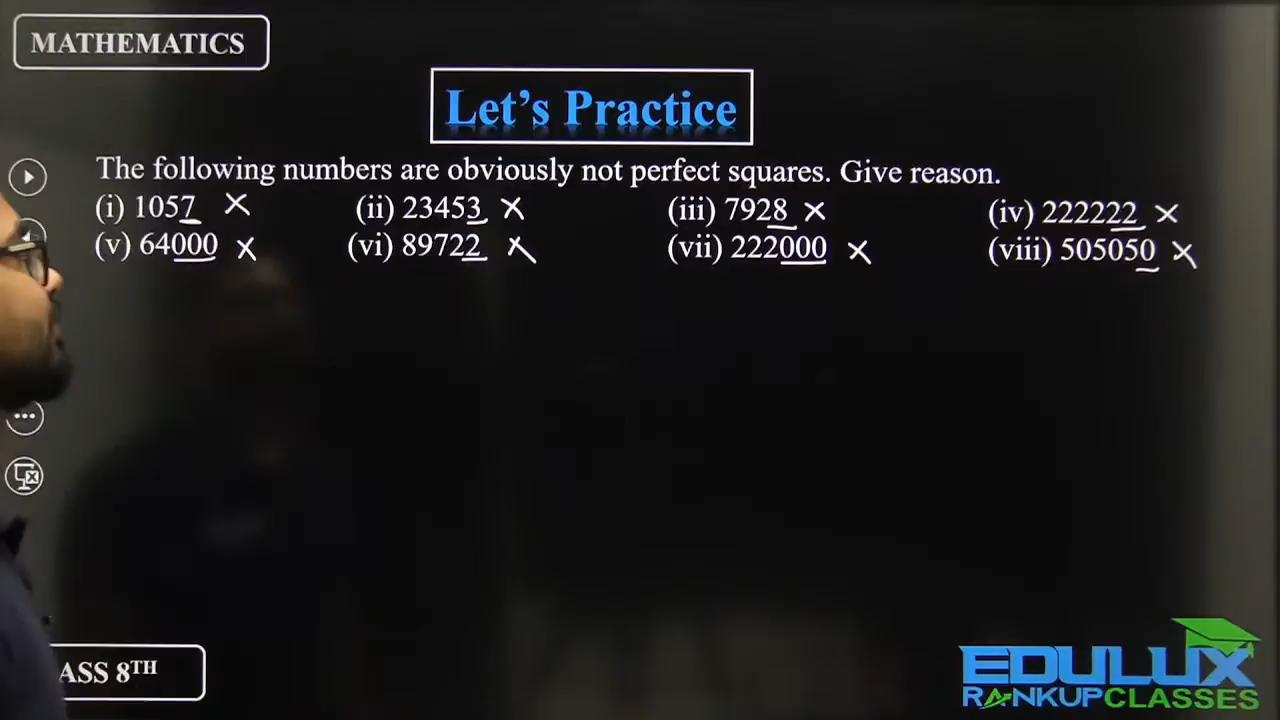 MATHEMATICS
Let's Practice
The following numbers are obviously not perfect squares. Give reason.
(i) 1057 × (ii) 23453 × (iii) 7928 × (iv) 222222 ×
(v) 64000 × (vi) 89722 × (vii) 222000 × (viii) 505050 ×
ASS 8TH
EDULUX
RANKUPCLASSES